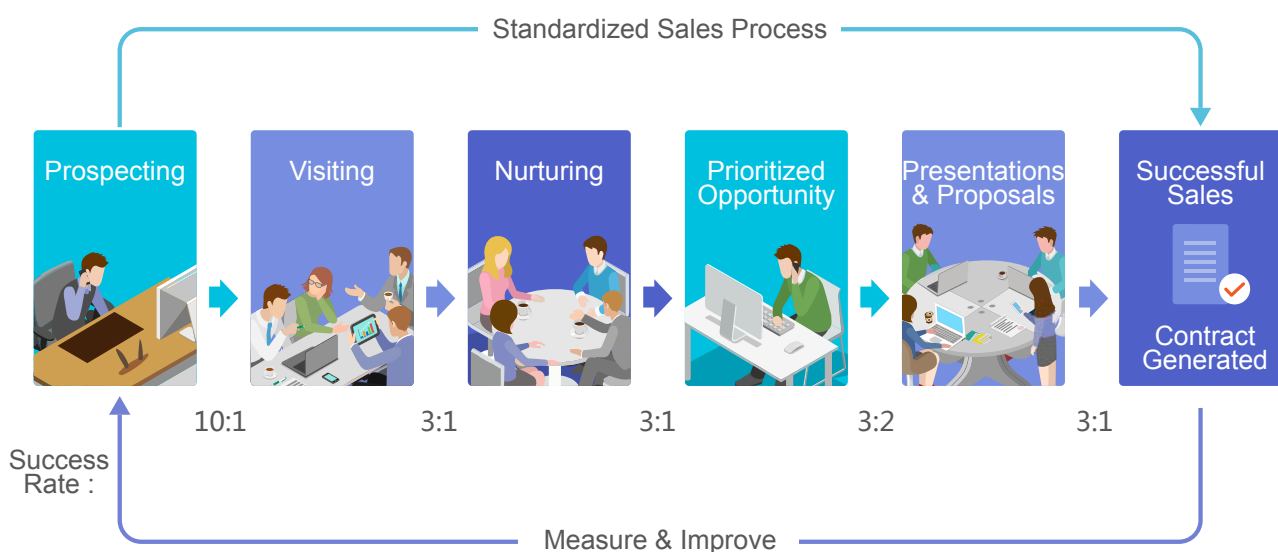 Standardized Sales Process
Prospecting
Visiting
Nurturing
Prioritized
Opportunity
Presentations
& Proposals
Successful
Sales
Contract
Generated
10:1
3:1
3:1
3:2
3:1
Success
Rate :
Measure & Improve